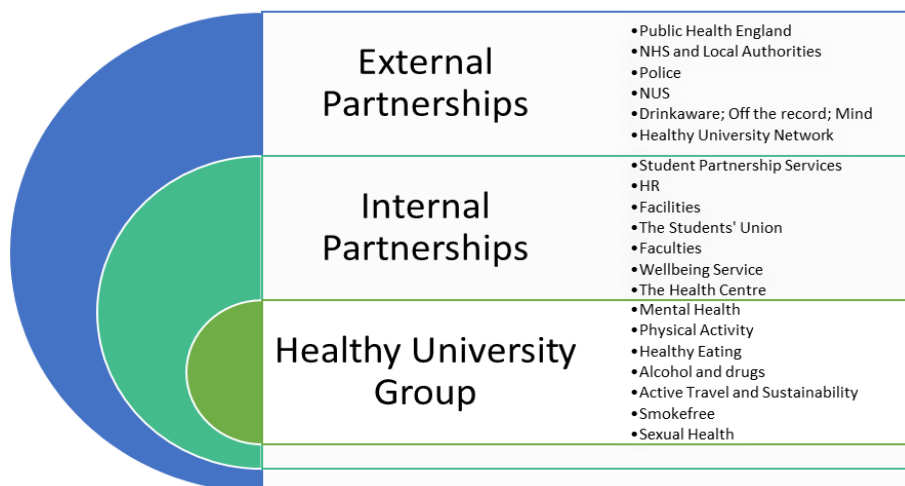 External
Partnerships
•Public Health England
•NHS and Local Authorities
•Police
•NUS
•Drinkaware; Off the record; Mind
•Healthy University Network
Internal
Partnerships
•Student Partnership Services
•HR
•Facilities
•The Students' Union
•Faculties
•Wellbeing Service
•The Health Centre
Healthy University
Group
•Mental Health
•Physical Activity
•Healthy Eating
•Alcohol and drugs
•Active Travel and Sustainability
•Smokefree
•Sexual Health